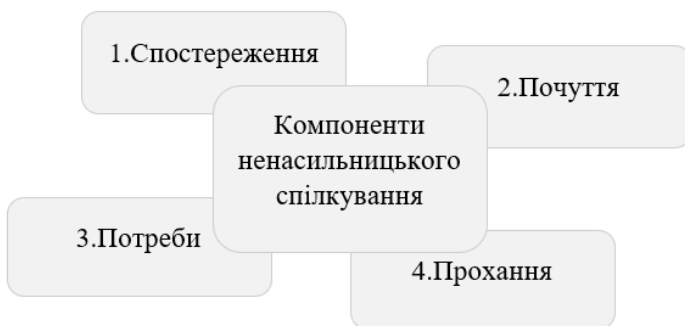 1.Спостереження
2.Почуття
Компоненти
ненасильницького
спілкування
3.Потреби
4.Прохання